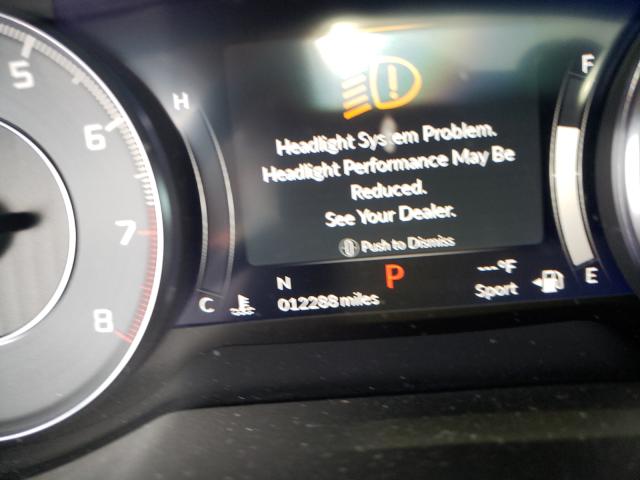 5
6
7
8
H
C
F
E
Headlight System Problem.
Headlight Performance May Be
Reduced.
See Your Dealer.
Push to Dismiss
N
P
---°F
012288 miles
Sport